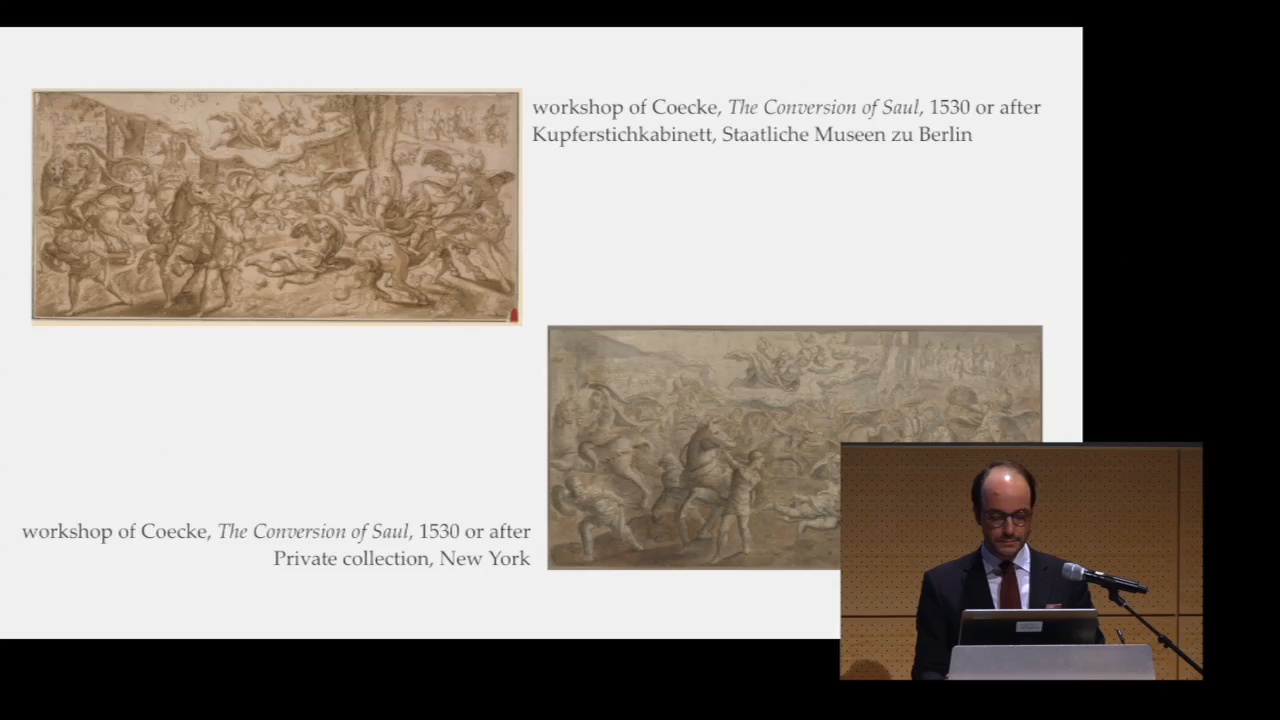 workshop of Coecke, The Conversion of Saul, 1530 or after
Kupferstichkabinett, Staatliche Museen zu Berlin
workshop of Coecke, The Conversion of Saul, 1530 or after
Private collection, New York